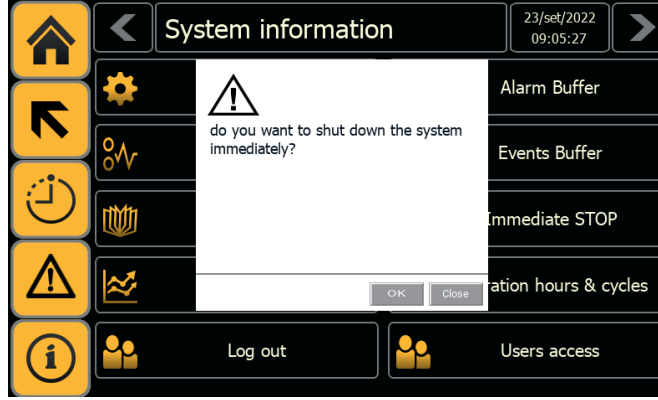 System information
23/set/2022
09:05:27
Alarm Buffer
do you want to shut down the system
immediately?
Events Buffer
Immediate STOP
ration hours & cycles
OK
Close
Log out
Users access